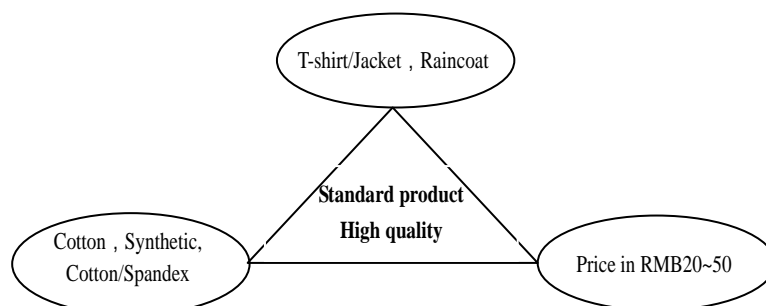 T-shirt/Jacket , Raincoat
Standard product
High quality
Cotton , Synthetic,
Cotton/Spandex
Price in RMB20~50